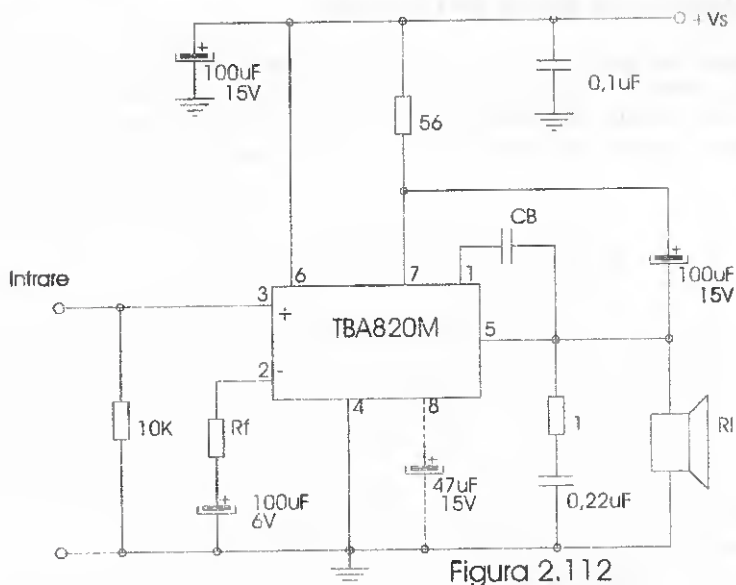 +Vs
100uF
15V
0,1uF
56
CB
6
7
1
100uF
15V
Intrare
3
+
TBA820M
5
2
-
4
8
10K
Rf
1
Rl
100uF
6V
47uF
15V
0,22uF
Figura 2.112